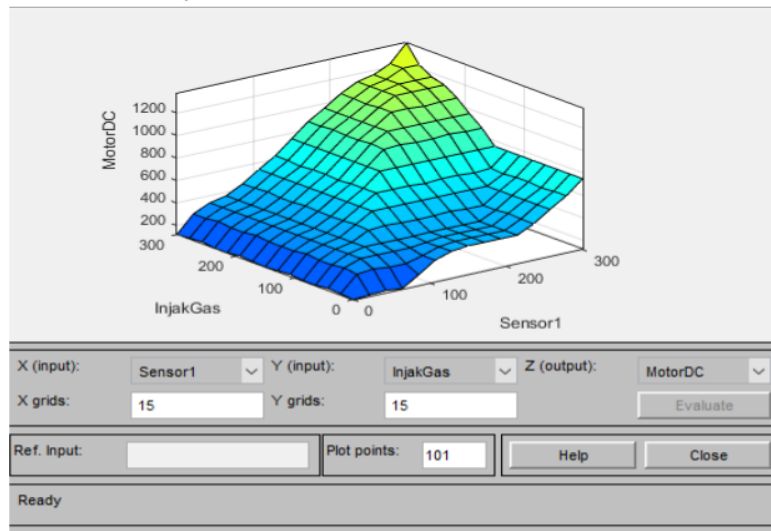 1200
1000
800
600
400
200
300
200
100
0
0
100
200
300
MotorDC
InjakGas
Sensor1
X (input): Sensor1 Y (input): InjakGas Z (output): MotorDC
X grids: 15 Y grids: 15 Evaluate
Ref. Input: Plot points: 101 Help Close
Ready